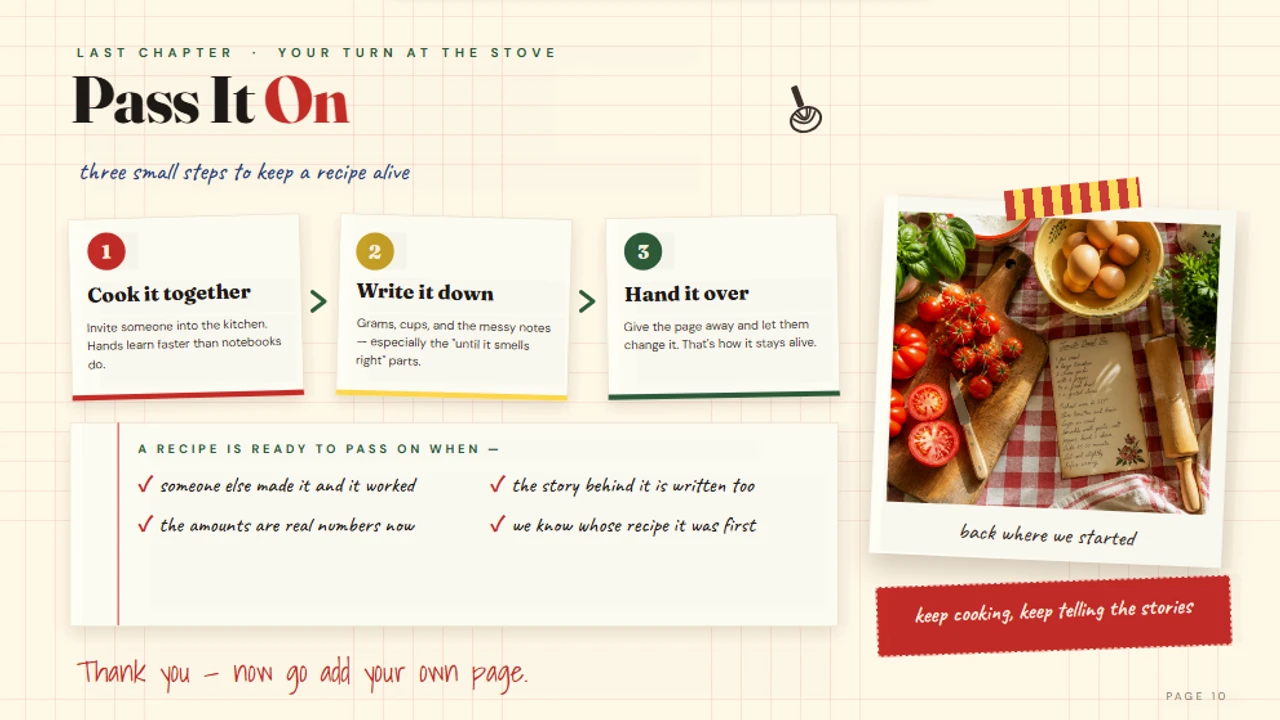 LAST CHAPTER · YOUR TURN AT THE STOVE
Pass It On
three small steps to keep a recipe alive
1
Cook it together
Invite someone into the kitchen.
Hands learn faster than notebooks
do.
2
Write it down
Grams, cups, and the messy notes
— especially the "until it smells
right" parts.
3
Hand it over
Give the page away and let them
change it. That's how it stays alive.
A RECIPE IS READY TO PASS ON WHEN —
✓ someone else made it and it worked
✓ the story behind it is written too
✓ the amounts are real numbers now
✓ we know whose recipe it was first
back where we started
keep cooking, keep telling the stories
Thank you – now go add your own page.
PAGE 10